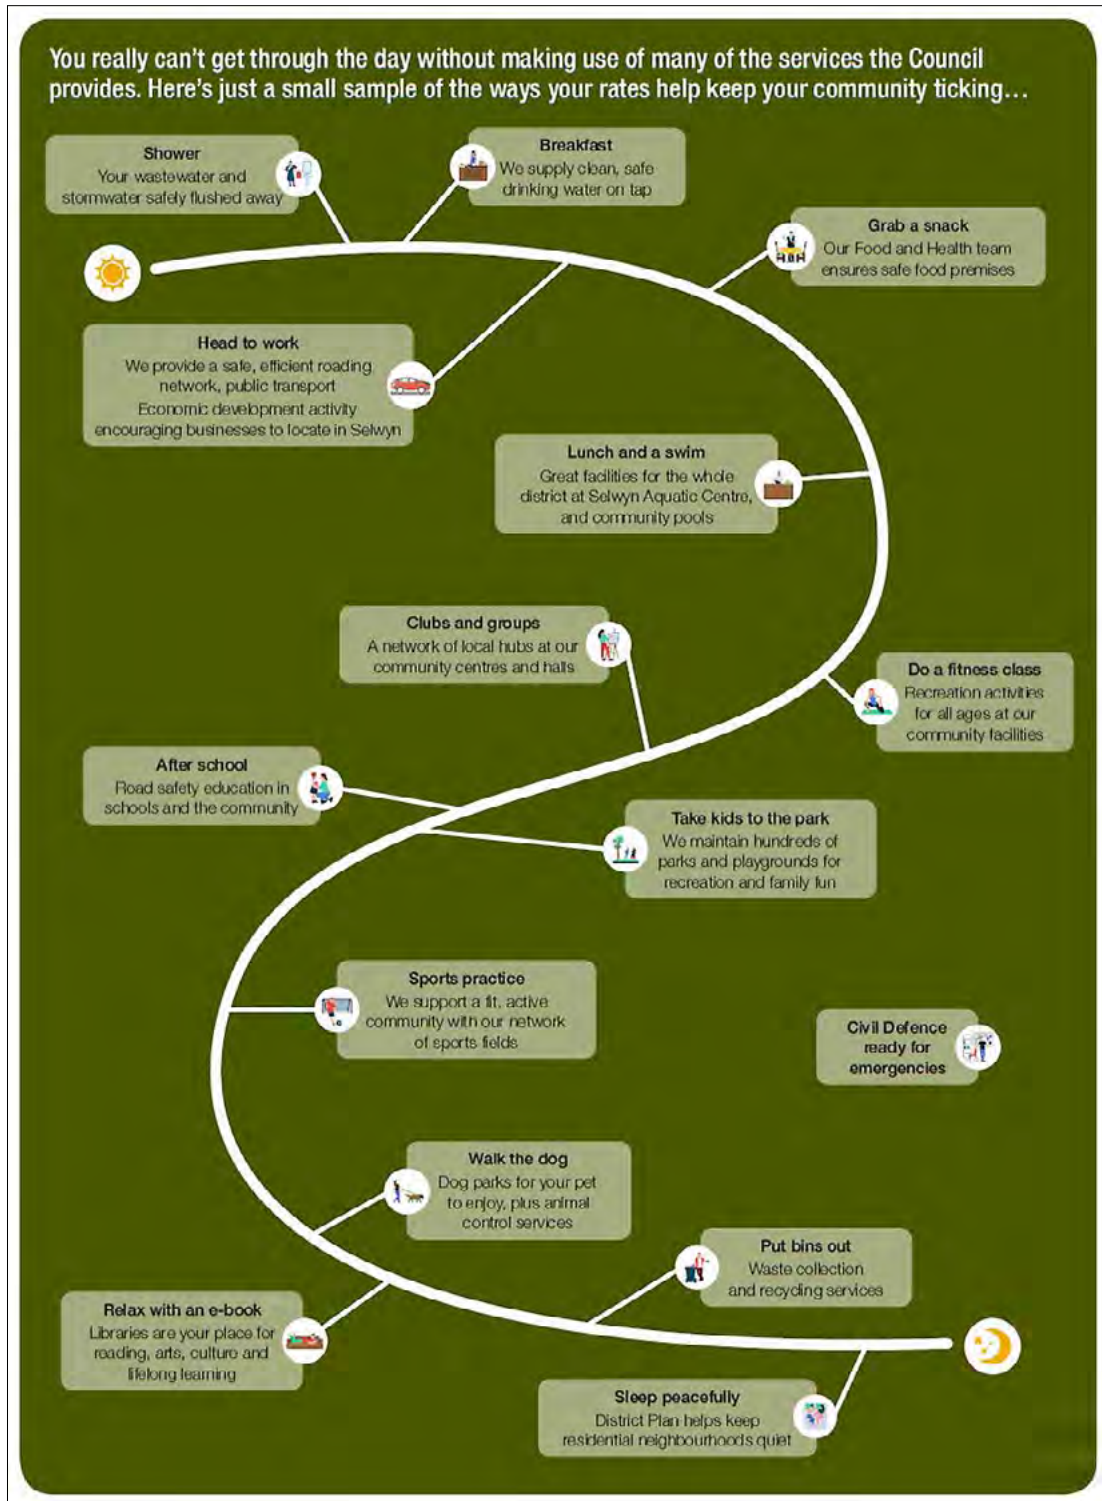 You really can't get through the day without making use of many of the services the Council
provides. Here's just a small sample of the ways your rates help keep your community ticking…
Shower
Your wastewater and
stormwater safely flushed away
Breakfast
We supply clean, safe
drinking water on tap
Grab a snack
Our Food and Health team
ensures safe food premises
Head to work
We provide a safe, efficient roading
network, public transport
Economic development activity
encouraging businesses to locate in Selwyn
Lunch and a swim
Great facilities for the whole
district at Selwyn Aquatic Centre,
and community pools
Clubs and groups
A network of local hubs at our
community centres and halls
Do a fitness class
Recreation activities
for all ages at our
community facilities
After school
Road safety education in
schools and the community
Take kids to the park
We maintain hundreds of
parks and playgrounds for
recreation and family fun
Sports practice
We support a fit, active
community with our network
of sports fields
Civil Defence
ready for
emergencies
Walk the dog
Dog parks for your pet
to enjoy, plus animal
control services
Put bins out
Waste collection
and recycling services
Relax with an e-book
Libraries are your place for
reading, arts, culture and
lifelong learning
Sleep peacefully
District Plan helps keep
residential neighbourhoods quiet